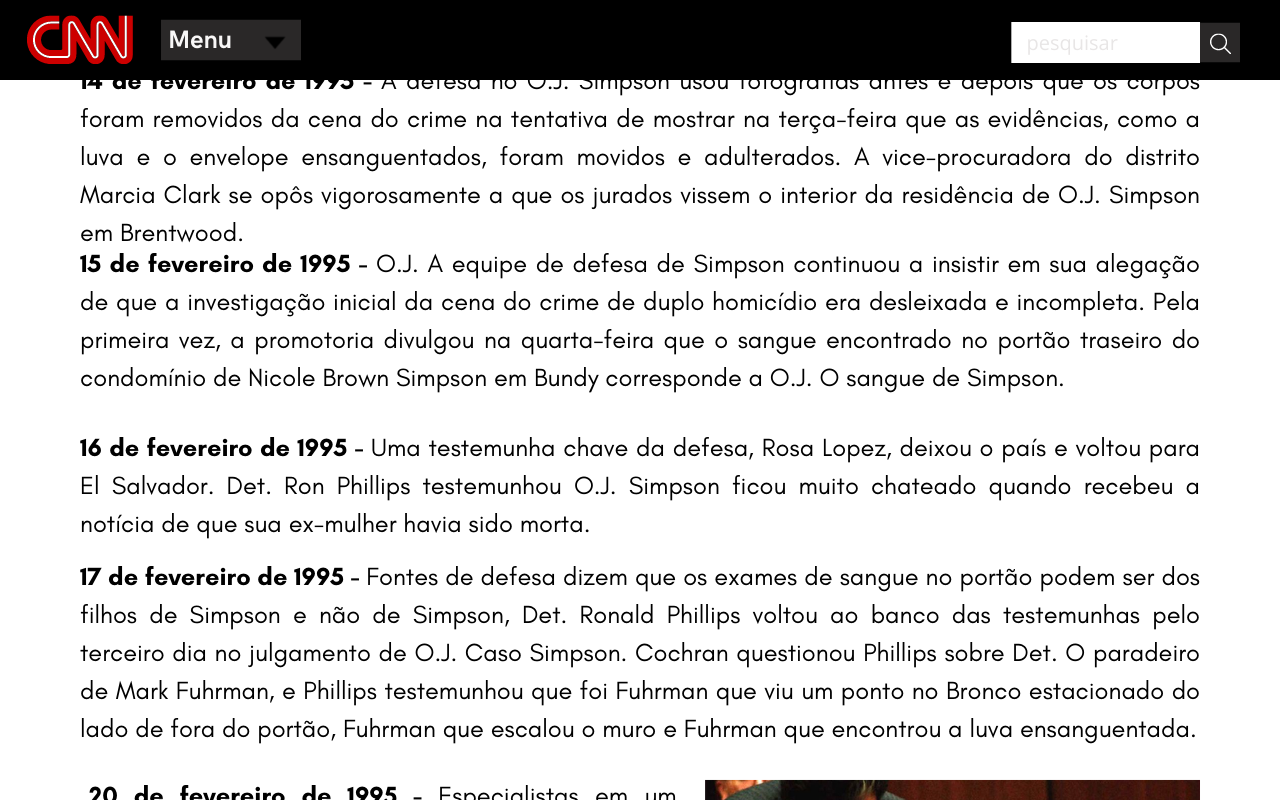 CNN
Menu
pesquisar
14 de fevereiro de 1995 - A defesa no O.J. Simpson usou fotografias antes e depois que os corpos
foram removidos da cena do crime na tentativa de mostrar na terça-feira que as evidências, como a
luva e o envelope ensanguentados, foram movidos e adulterados. A vice-procuradora do distrito
Marcia Clark se opôs vigorosamente a que os jurados vissem o interior da residência de O.J. Simpson
em Brentwood.
15 de fevereiro de 1995 - O.J. A equipe de defesa de Simpson continuou a insistir em sua alegação
de que a investigação inicial da cena do crime de duplo homicídio era desleixada e incompleta. Pela
primeira vez, a promotoria divulgou na quarta-feira que o sangue encontrado no portão traseiro do
condomínio de Nicole Brown Simpson em Bundy corresponde a O.J. O sangue de Simpson.
16 de fevereiro de 1995 - Uma testemunha chave da defesa, Rosa Lopez, deixou o país e voltou para
El Salvador. Det. Ron Phillips testemunhou O.J. Simpson ficou muito chateado quando recebeu a
notícia de que sua ex-mulher havia sido morta.
17 de fevereiro de 1995 - Fontes de defesa dizem que os exames de sangue no portão podem ser dos
filhos de Simpson e não de Simpson, Det. Ronald Phillips voltou ao banco das testemunhas pelo
terceiro dia no julgamento de O.J. Caso Simpson. Cochran questionou Phillips sobre Det. O paradeiro
de Mark Fuhrman, e Phillips testemunhou que foi Fuhrman que viu um ponto no Bronco estacionado do
lado de fora do portão, Fuhrman que escalou o muro e Fuhrman que encontrou a luva ensanguentada.
20 de fevereiro de 1995 - Especialistas em um